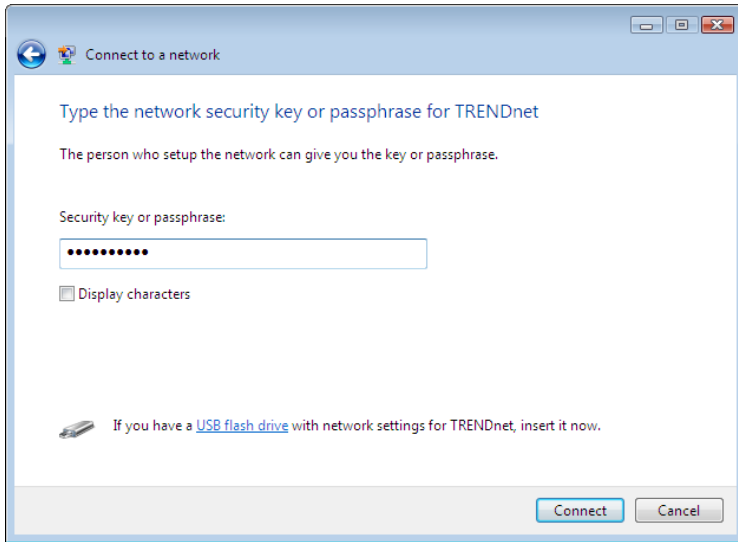 Connect to a network
Type the network security key or passphrase for TRENDnet
The person who setup the network can give you the key or passphrase.
Security key or passphrase:
••••••••••
Display characters
If you have a USB flash drive with network settings for TRENDnet, insert it now.
Connect Cancel